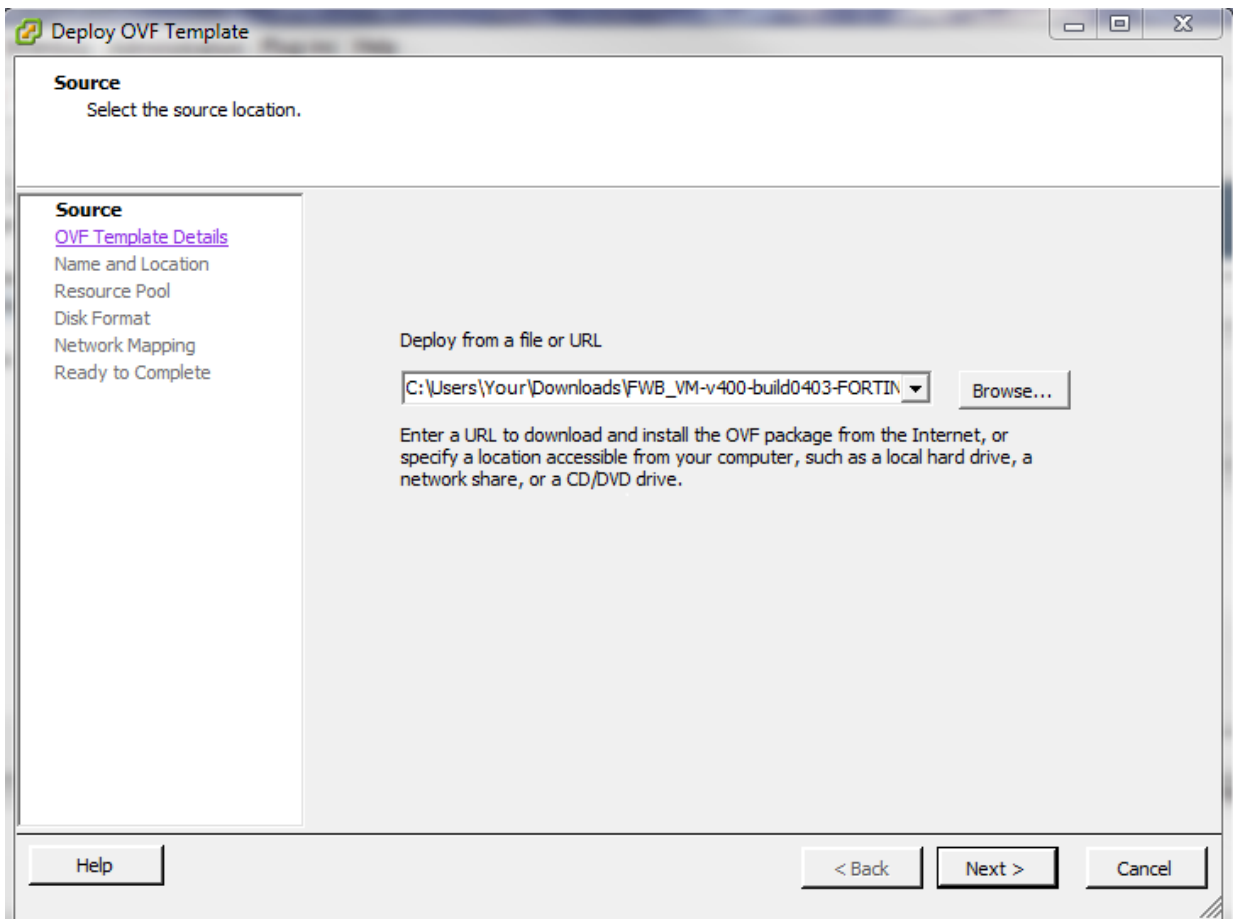 Deploy OVF Template
Source
Select the source location.
Source
OVF Template Details
Name and Location
Resource Pool
Disk Format
Network Mapping
Ready to Complete
Deploy from a file or URL
C:\Users\Your\Downloads\FWB_VM-v400-build0403-FORTIN
Browse...
Enter a URL to download and install the OVF package from the Internet, or
specify a location accessible from your computer, such as a local hard drive, a
network share, or a CD/DVD drive.
Help
< Back
Next >
Cancel